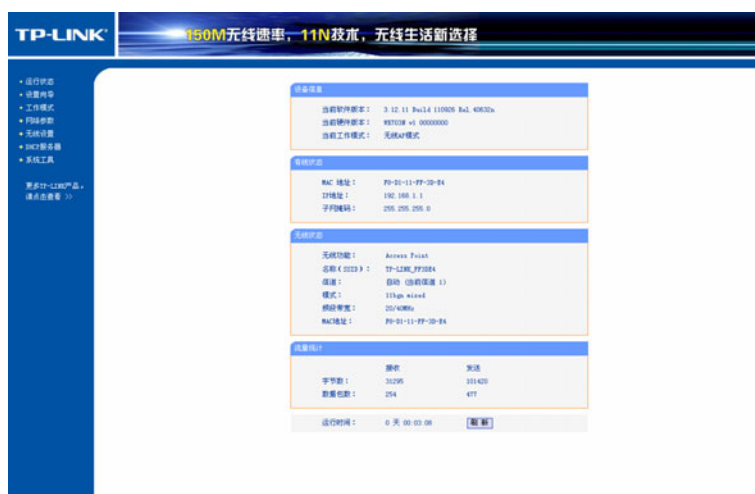 TP-LINK
150M无线速率，11N技术，无线生活新选择
• 运行状态
• 设置向导
• 工作模式
• 网络参数
• 无线设置
• DHCP服务器
• 系统工具
更多TP-LINK产品，
请点击查看 >>
设备信息
当前软件版本： 3.12.11 Build 110926 Rel.40632n
当前硬件版本： WR703N v1 00000000
当前工作模式： 无线AP模式
有线状态
MAC 地址： F0-D1-11-FF-3D-E4
IP地址： 192.168.1.1
子网掩码： 255.255.255.0
无线状态
无线功能： Access Point
名称（SSID）： TP-LINK_FF3DE4
信道： 自动（当前信道 1）
模式： 11bgn mixed
频段带宽： 20/40MHz
MAC地址： F0-D1-11-FF-3D-E4
流量统计
接收 发送
字节数： 31295 101420
数据包数： 254 477
运行时间： 0 天 00:03:08 刷 新